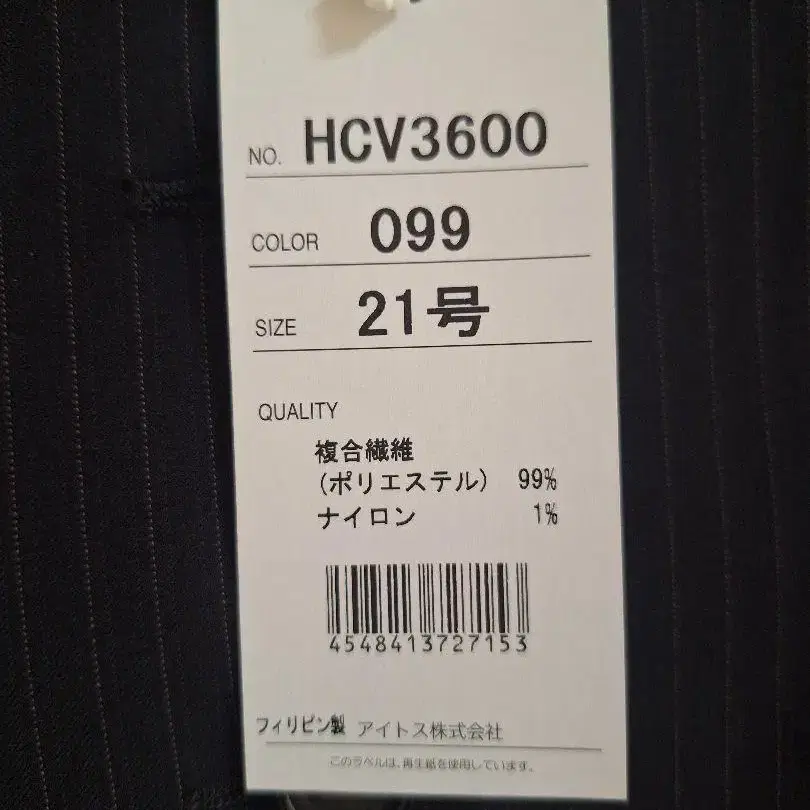 NO. HCV3600
COLOR 099
SIZE 21号
QUALITY
複合繊維
(ポリエステル) 99%
ナイロン 1%
4548413727153
フィリピン製 アイトス株式会社
このラベルは、再生紙を使用しています。